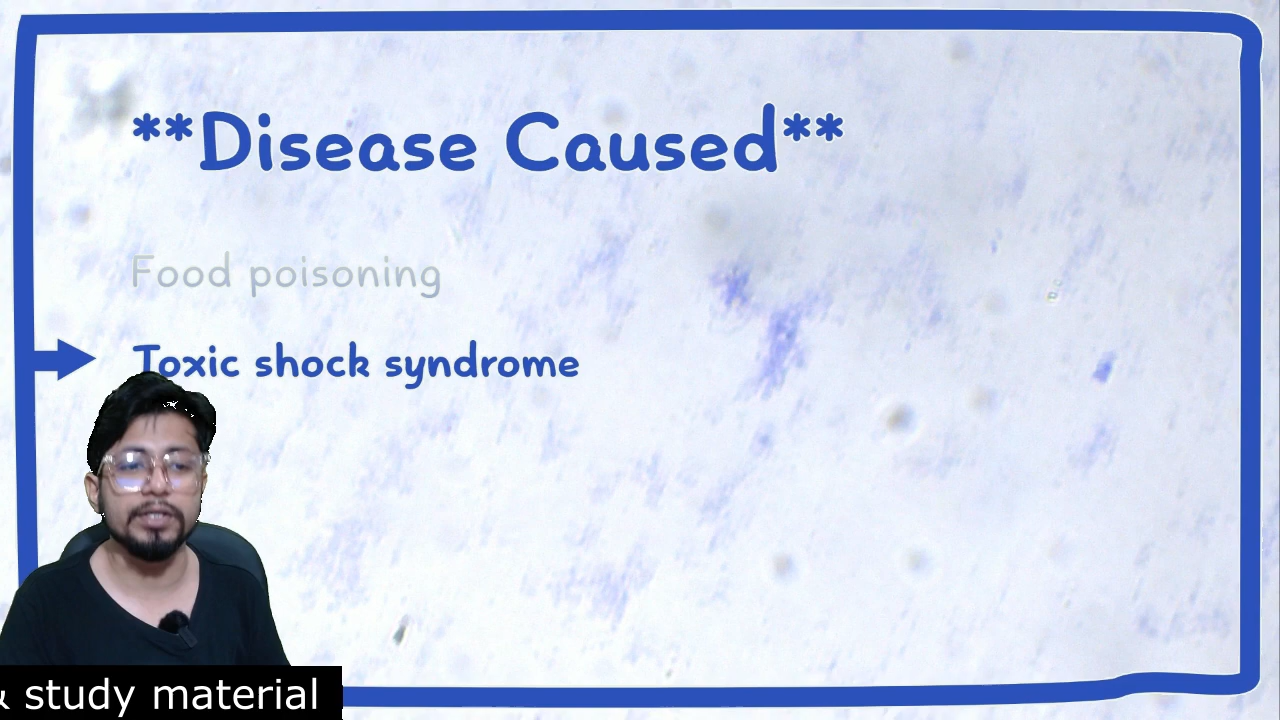 **Disease Caused**
Food poisoning
Toxic shock syndrome
& study material